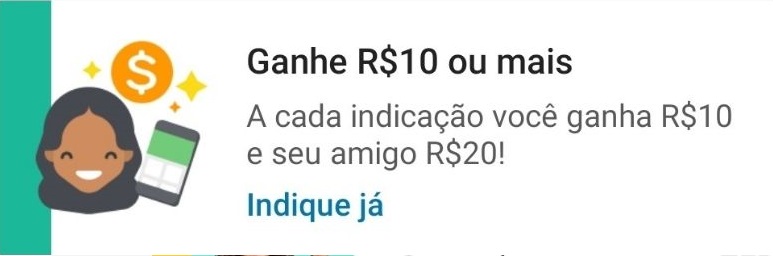 $
Ganhe R$10 ou mais
A cada indicação você ganha R$10
e seu amigo R$20!
Indique já